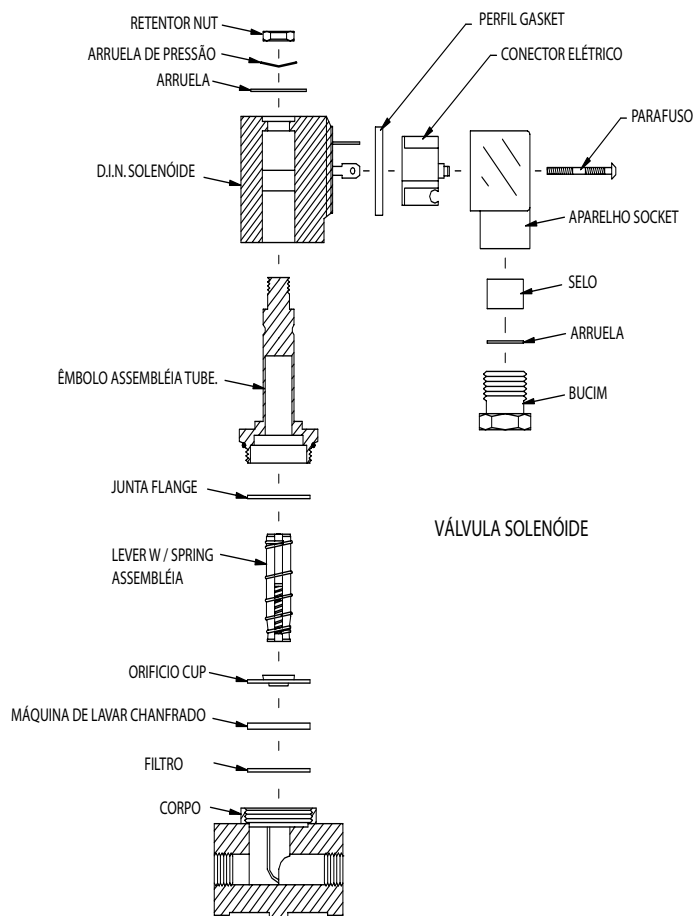 RETENTOR NUT
ARRUELA DE PRESSÃO
ARRUELA
D.I.N. SOLENÓIDE
PERFIL GASKET
CONECTOR ELÉTRICO
PARAFUSO
APARELHO SOCKET
SELO
ARRUELA
BUCIM
ÊMBOLO ASSEMBLÉIA TUBE.
JUNTA FLANGE
VÁLVULA SOLENÓIDE
LEVER W / SPRING
ASSEMBLÉIA
ORIFICIO CUP
MÁQUINA DE LAVAR CHANFRADO
FILTRO
CORPO